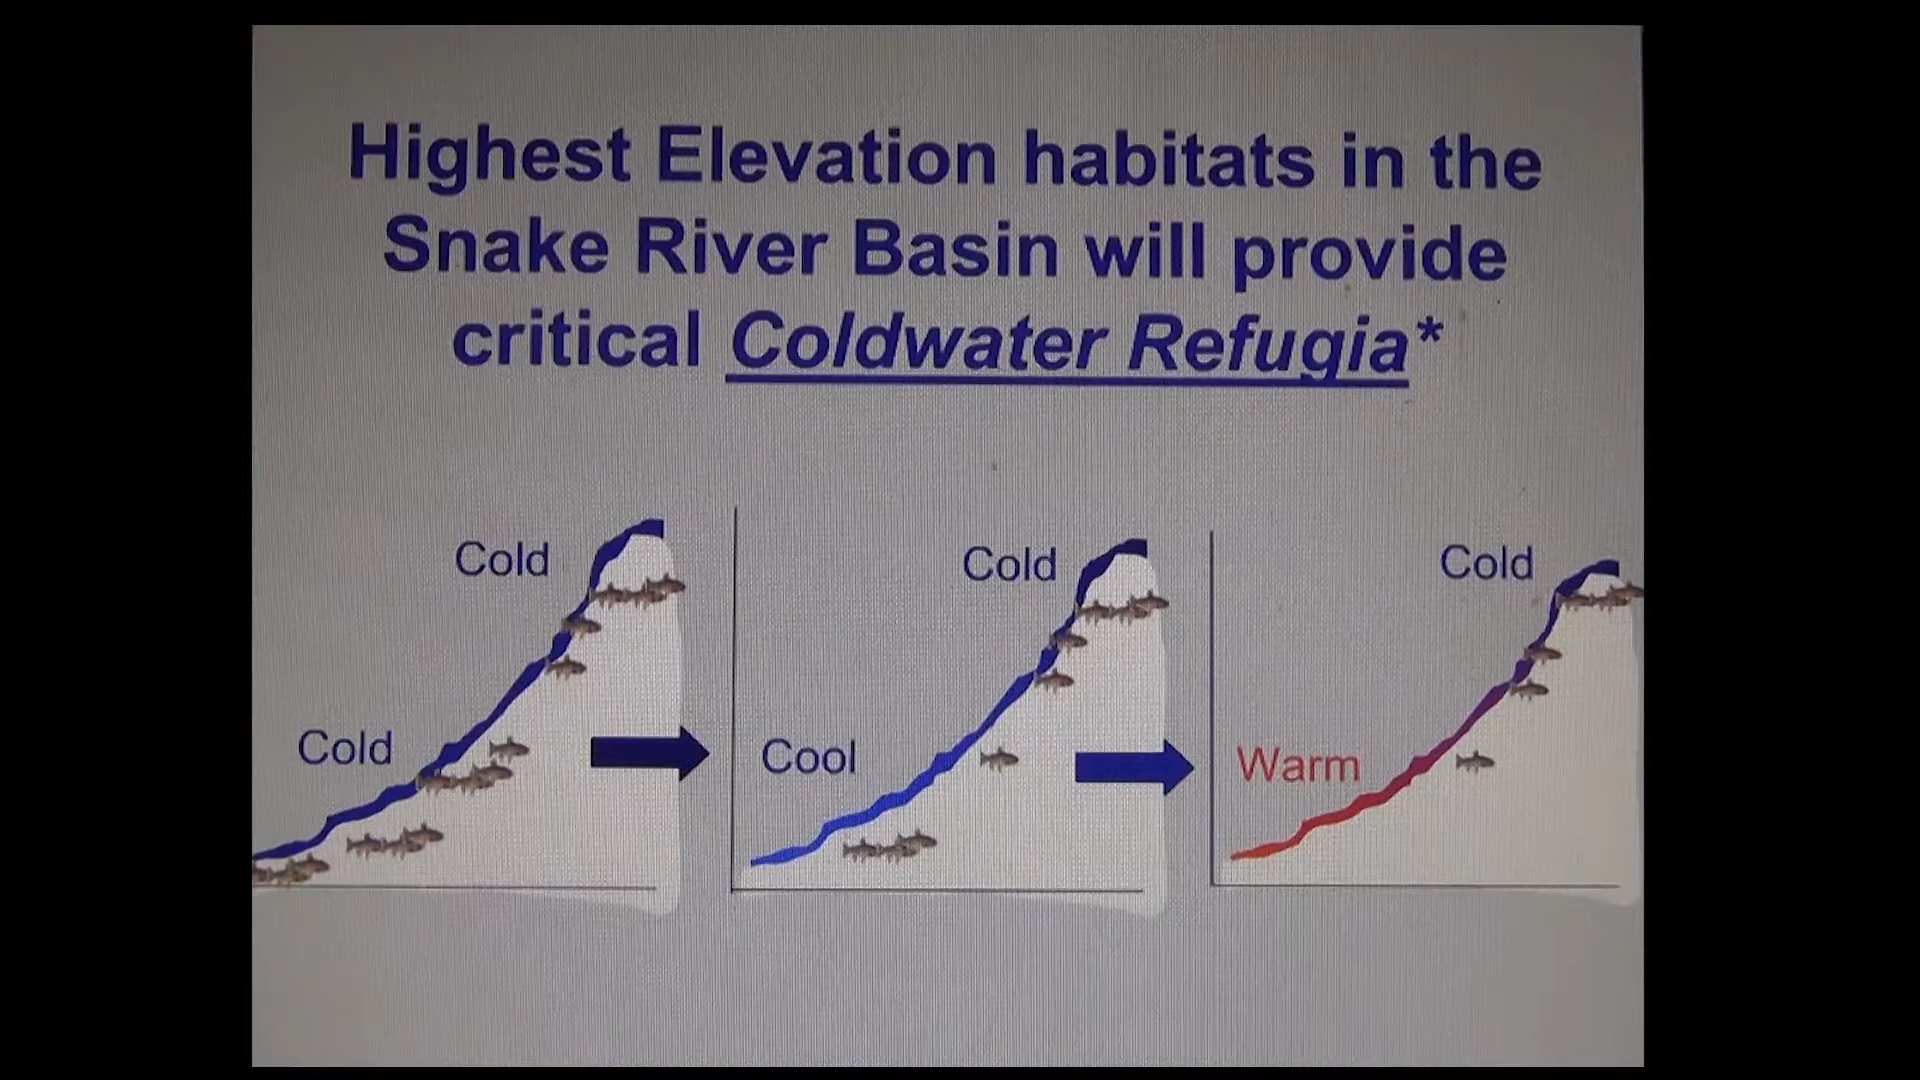 Highest Elevation habitats in the
Snake River Basin will provide
critical Coldwater Refugia*
Cold
Cold
Cold
Cool
Cold
Warm